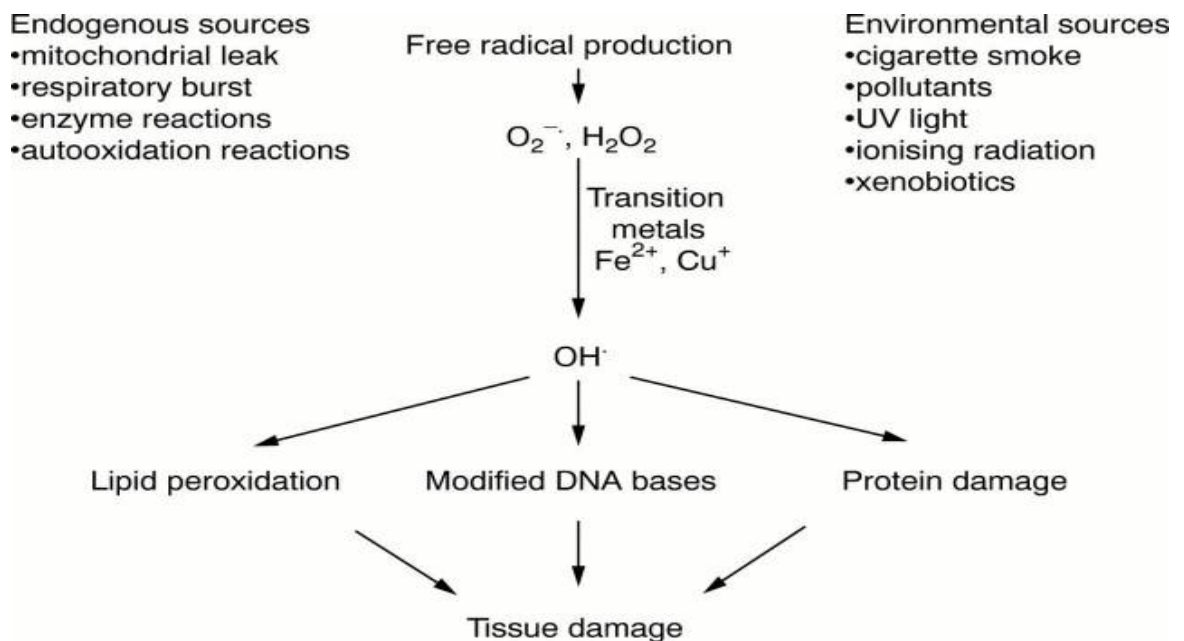 Endogenous sources
•mitochondrial leak
•respiratory burst
•enzyme reactions
•autooxidation reactions
Free radical production
Environmental sources
•cigarette smoke
•pollutants
•UV light
•ionising radiation
•xenobiotics
O₂⁻·, H₂O₂
Transition
metals
Fe²⁺, Cu⁺
OH·
Lipid peroxidation
Modified DNA bases
Protein damage
Tissue damage